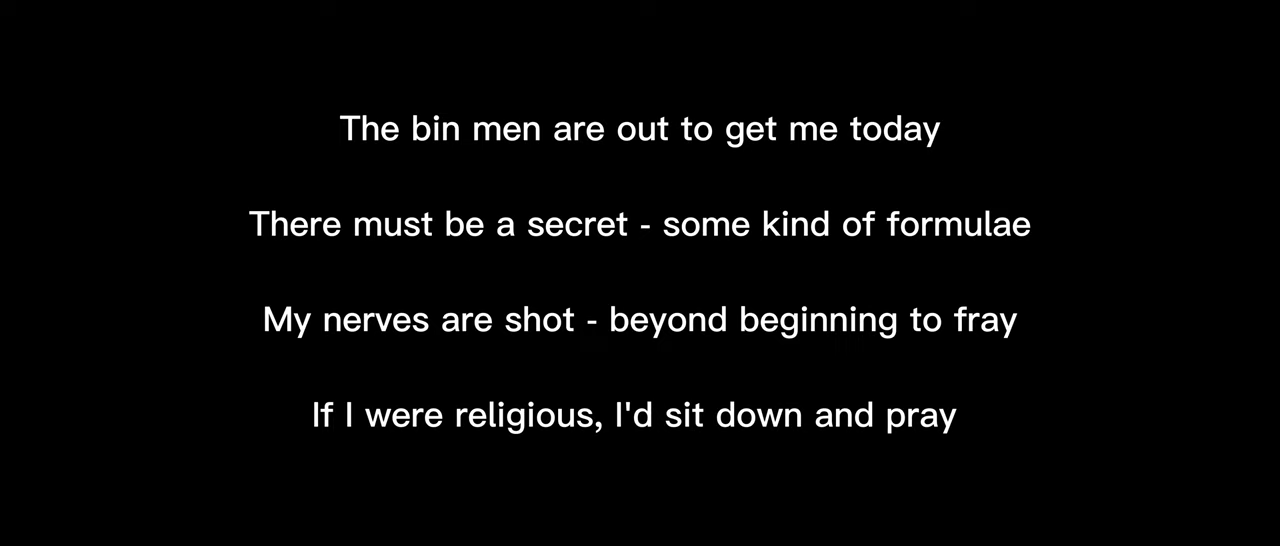 The bin men are out to get me today
There must be a secret - some kind of formulae
My nerves are shot - beyond beginning to fray
If I were religious, I'd sit down and pray